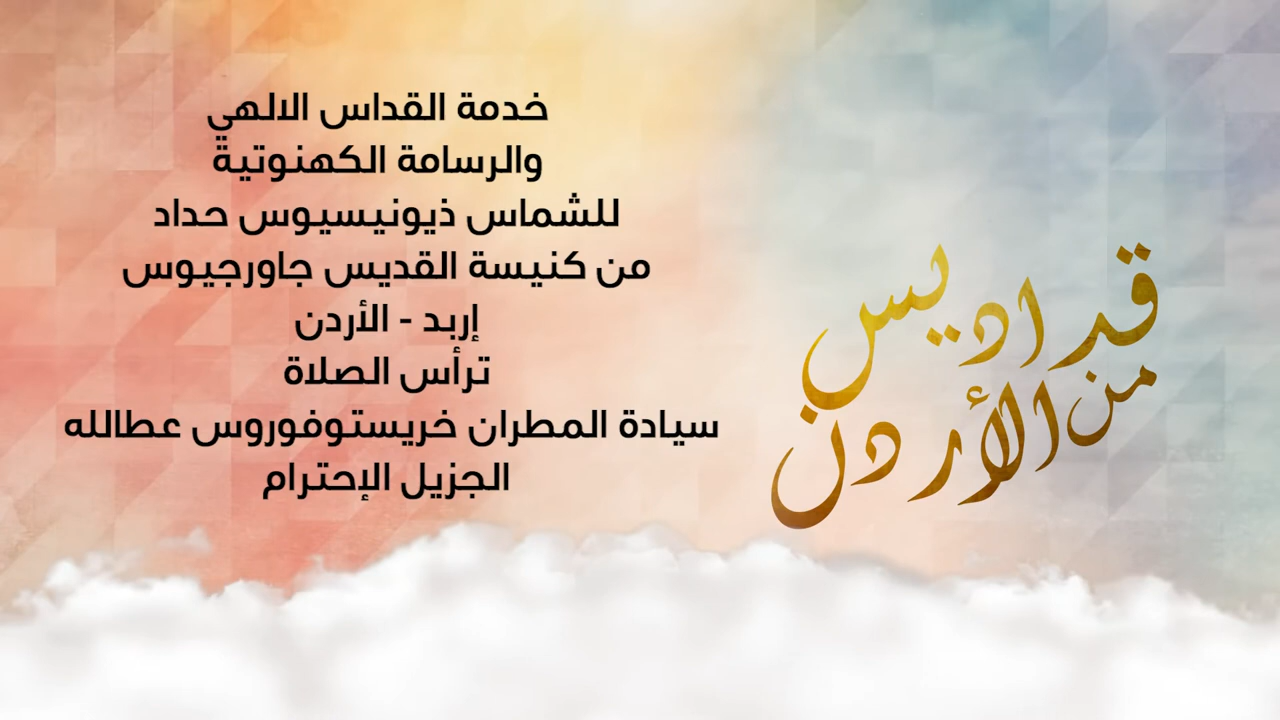 خدمة القداس الالهي
والرسامة الكهنوتية
للشماس ذيونيسيوس حداد
من كنيسة القديس جاورجيوس
إربد - الأردن
ترأس الصلاة
سيادة المطران خريستوفوروس عطالله
الجزيل الإحترام
قداديس
من الأردن